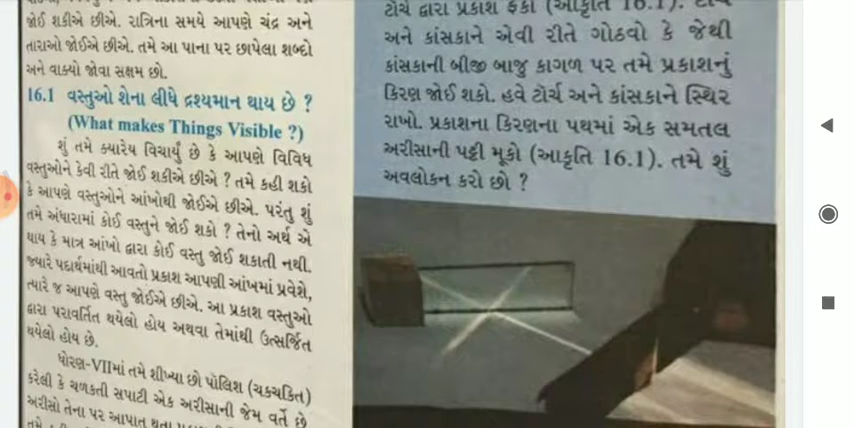 જોઈ શકીએ છીએ. રાત્રિના સમયે આપણે ચંદ્ર અને
તારાઓ જોઈએ છીએ. તમે આ પાના પર છાપેલા શબ્દો
અને વાક્યો જોવા સક્ષમ છો.
16.1 વસ્તુઓ શેના લીધે દ્રશ્યમાન થાય છે ?
(What makes Things Visible ?)
શું તમે ક્યારેય વિચાર્યું છે કે આપણે વિવિધ
વસ્તુઓને કેવી રીતે જોઈ શકીએ છીએ ? તમે કહી શકો
કે આપણે વસ્તુઓને આંખોથી જોઈએ છીએ. પરંતુ શું
તમે અંધારામાં કોઈ વસ્તુને જોઈ શકો ? તેનો અર્થ એ
થાય કે માત્ર આંખો દ્વારા કોઈ વસ્તુ જોઈ શકાતી નથી.
જ્યારે પદાર્થમાંથી આવતો પ્રકાશ આપણી આંખમાં પ્રવેશે,
ત્યારે જ આપણે વસ્તુ જોઈએ છીએ. આ પ્રકાશ વસ્તુઓ
દ્વારા પરાવર્તિત થયેલો હોય અથવા તેમાંથી ઉત્સર્જિત
થયેલો હોય છે.
ધોરણ-VIIમાં તમે શીખ્યા છો પૉલિશ (ચકચકિત)
કરેલી કે ચળકતી સપાટી એક અરીસાની જેમ વર્તે છે
અરીસો તેના પર આપાત થતા
ટૉર્ચ દ્વારા પ્રકાશ ફેંકો (આકૃતિ 16.1).
અને કાંસકાને એવી રીતે ગોઠવો કે જેથી
કાંસકાની બીજી બાજુ કાગળ પર તમે પ્રકાશનું
કિરણ જોઈ શકો. હવે ટૉર્ચ અને કાંસકાને સ્થિર
રાખો. પ્રકાશના કિરણના પથમાં એક સમતલ
અરીસાની પટ્ટી મૂકો (આકૃતિ 16.1). તમે શું
અવલોકન કરો છો ?